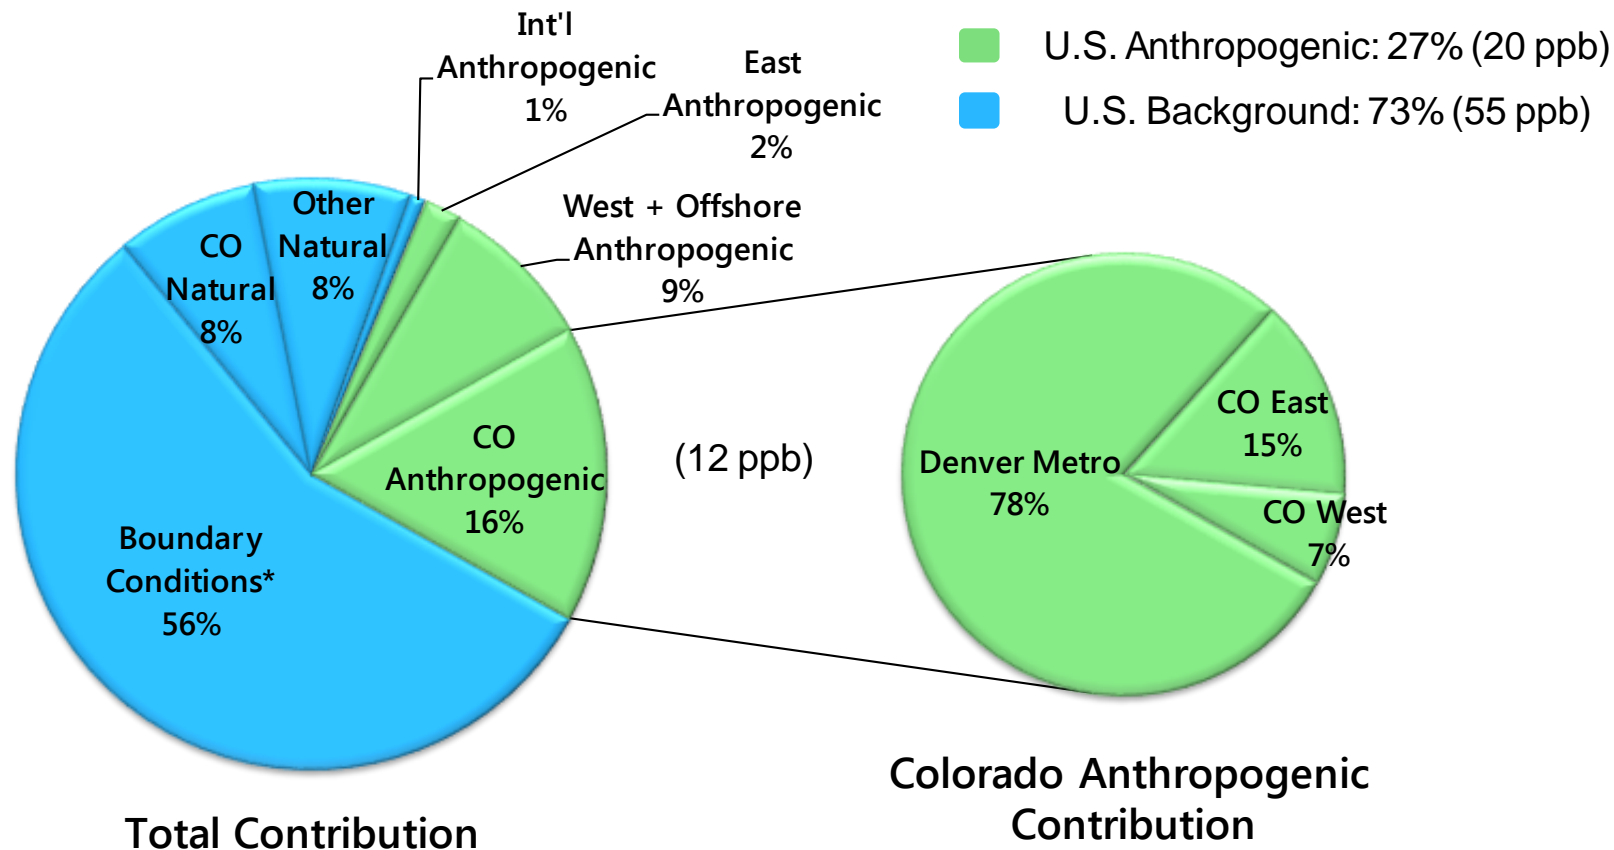 Int'l
Anthropogenic
1%
East
Anthropogenic
2%
U.S. Anthropogenic: 27% (20 ppb)
U.S. Background: 73% (55 ppb)
West + Offshore
Anthropogenic
9%
Other
Natural
8%
CO
Natural
8%
CO
Anthropogenic
16%
Boundary
Conditions*
56%
(12 ppb)
Denver Metro
78%
CO East
15%
CO West
7%
Total Contribution
Colorado Anthropogenic
Contribution